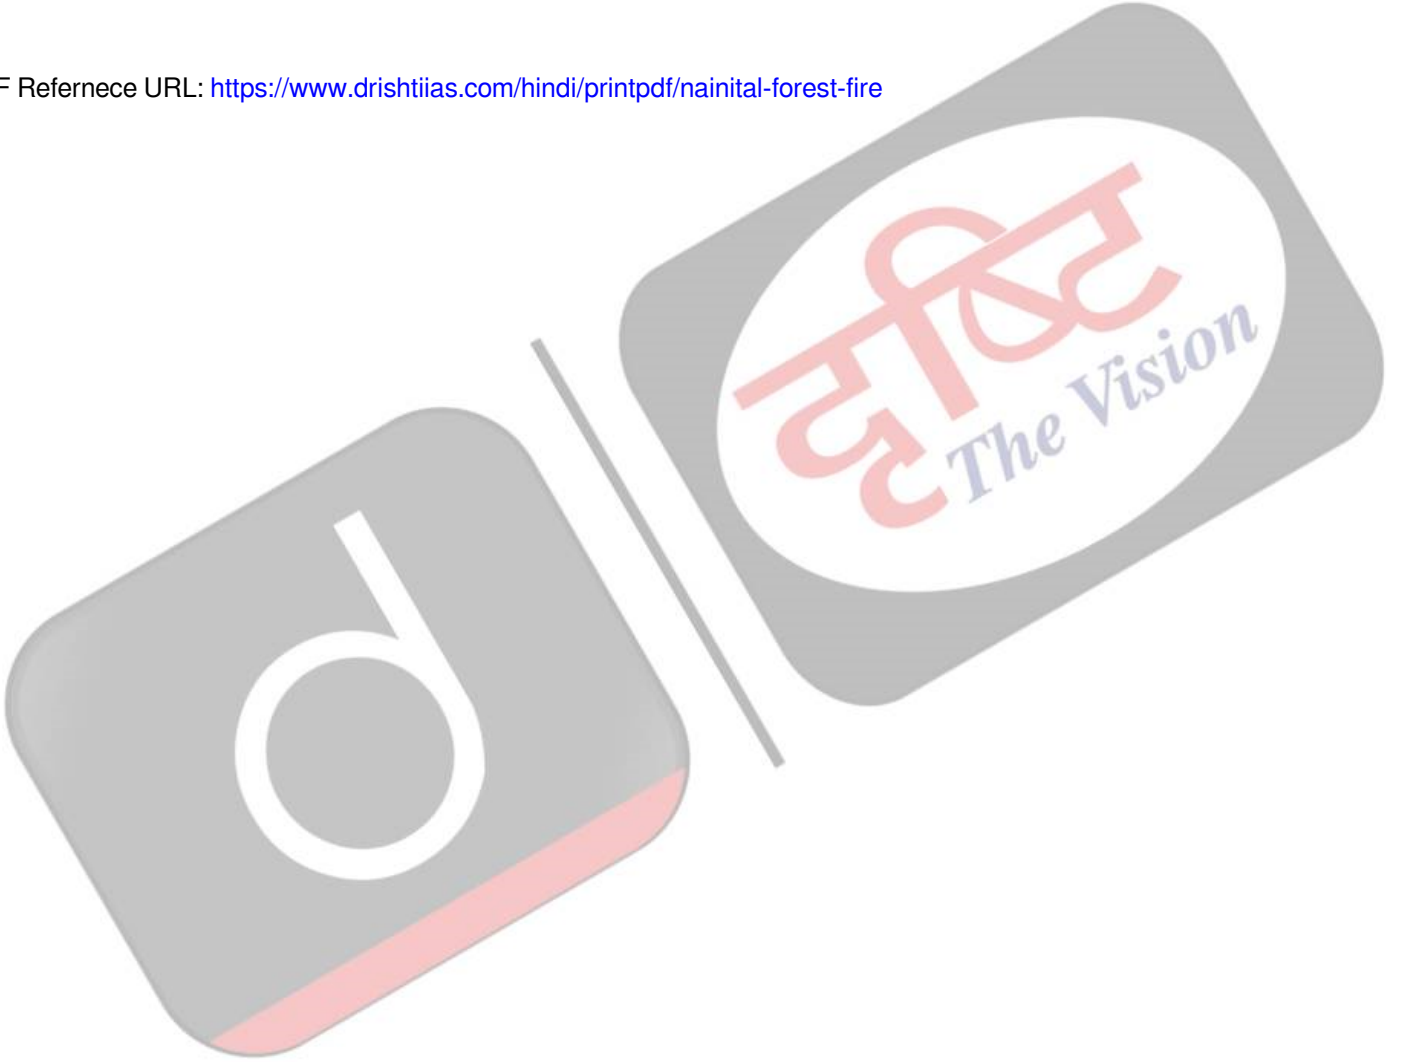 F Refernece URL: https://www.drishtiias.com/hindi/printpdf/nainital-forest-fire
दृष्टि
The Vision
d